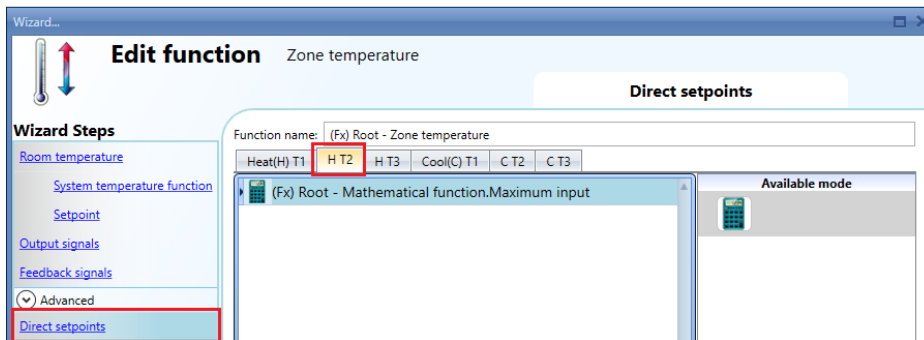 Wizard...
Edit function Zone temperature
Direct setpoints
Wizard Steps
Function name: (Fx) Root - Zone temperature
Room temperature
Heat(H) T1 H T2 H T3 Cool(C) T1 C T2 C T3
System temperature function
(Fx) Root - Mathematical function.Maximum input
Available mode
Setpoint
Output signals
Feedback signals
Advanced
Direct setpoints